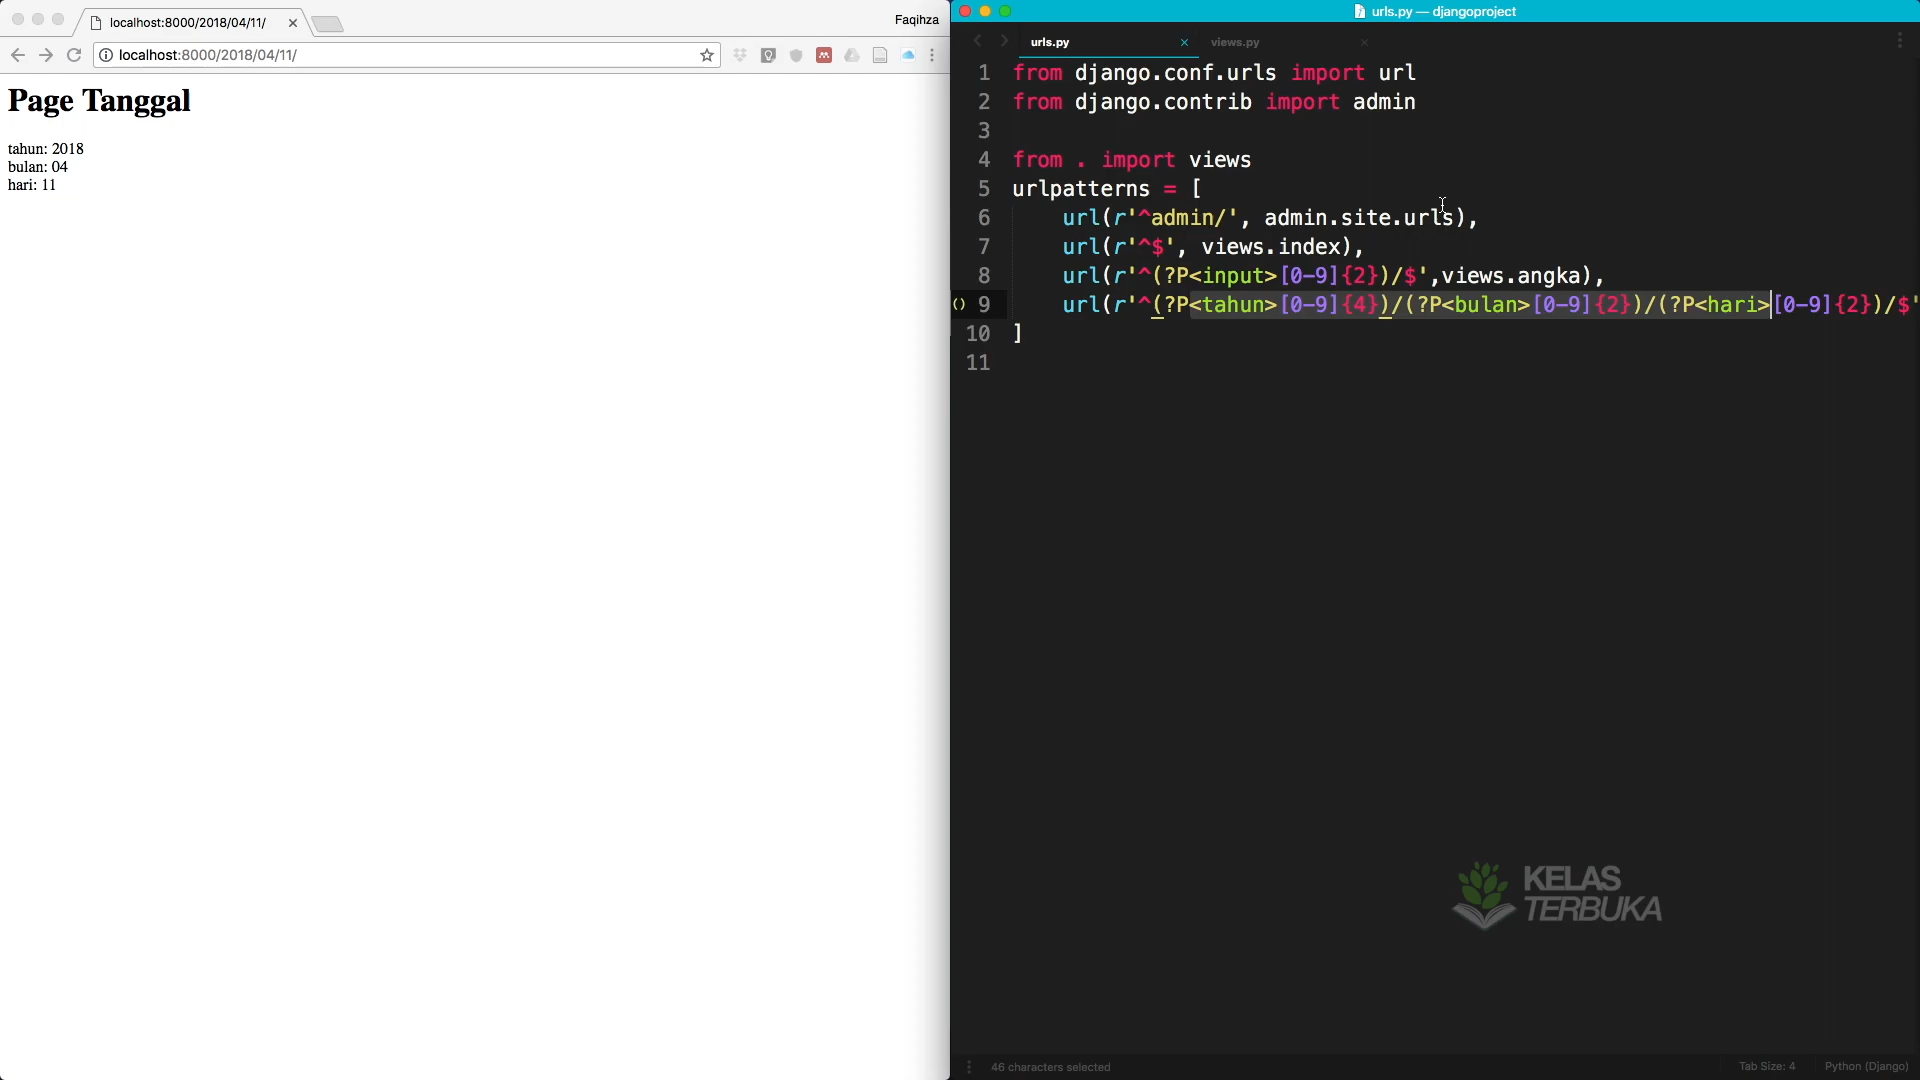 localhost:8000/2018/04/11/
Faqihza
localhost:8000/2018/04/11/
Page Tanggal
tahun: 2018
bulan: 04
hari: 11
urls.py — djangoproject
urls.py
views.py
1 from django.conf.urls import url
2 from django.contrib import admin
3
4 from . import views
5 urlpatterns = [
6     url(r'^admin/', admin.site.urls),
7     url(r'^$', views.index),
8     url(r'^(?P<input>[0-9]{2})/$',views.angka),
() 9     url(r'^(?P<tahun>[0-9]{4})/(?P<bulan>[0-9]{2})/(?P<hari>[0-9]{2})/$'
10 ]
11
KELAS
TERBUKA
46 characters selected
Tab Size: 4
Python (Django)